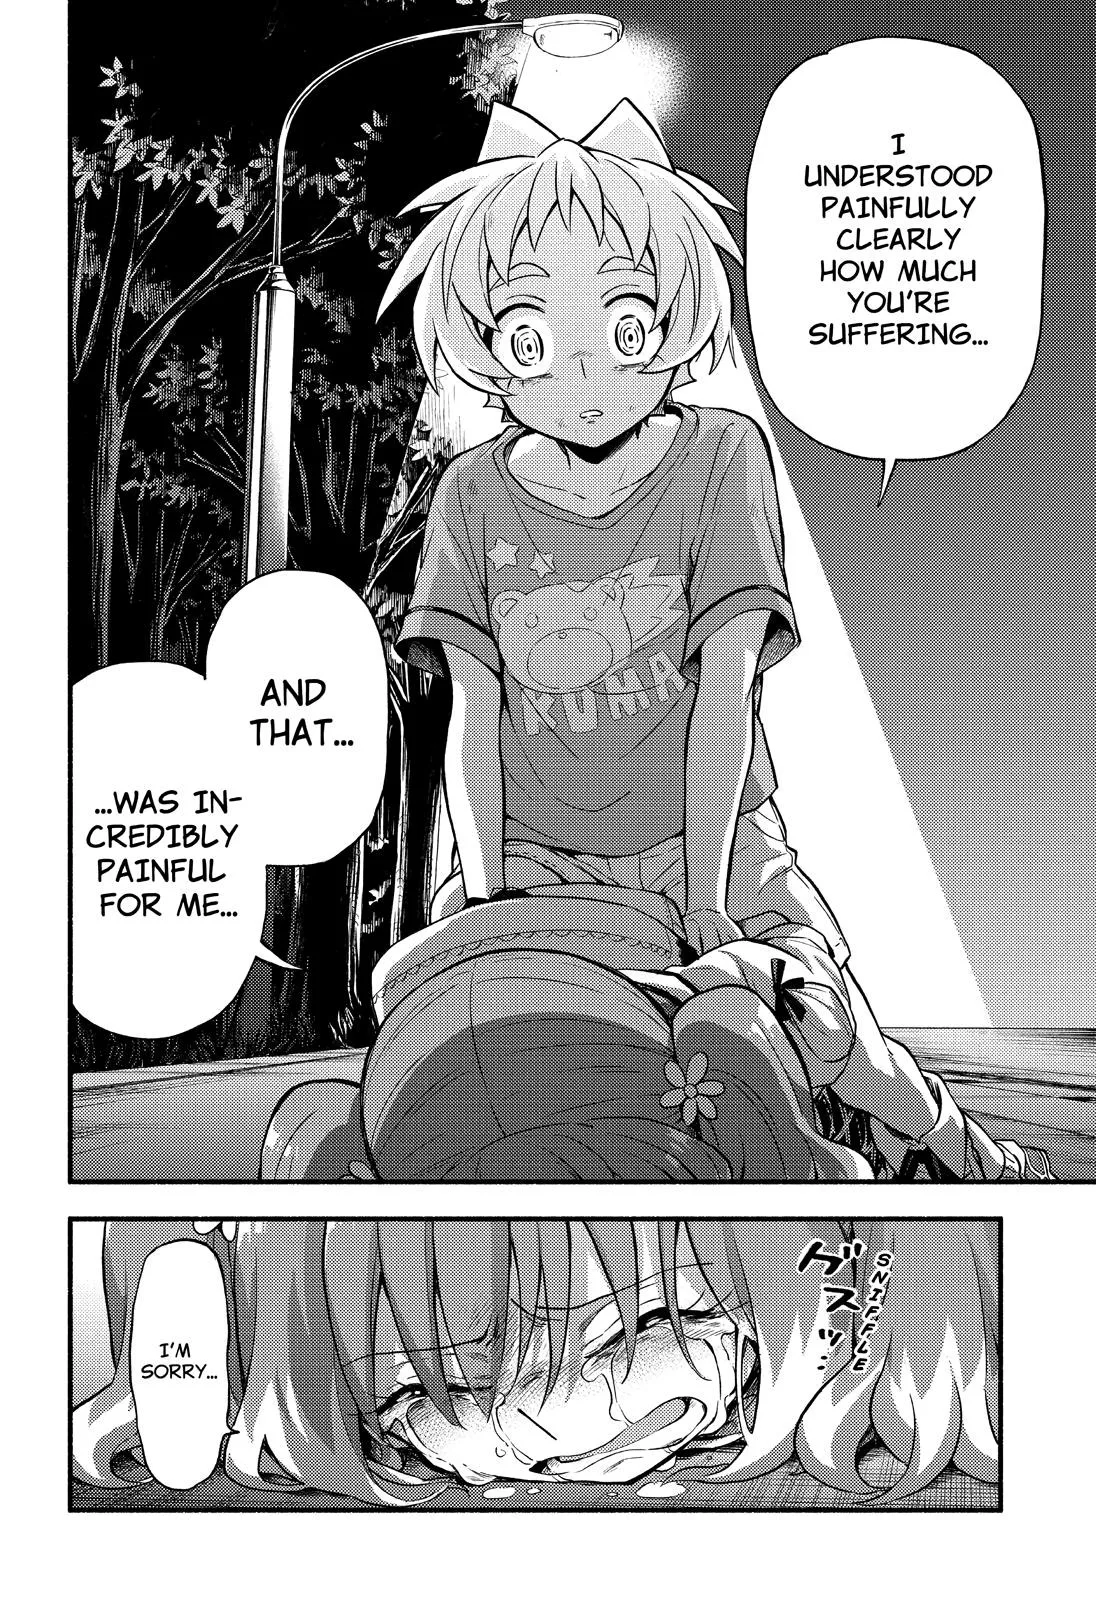 I
UNDERSTOOD
PAINFULLY
CLEARLY
HOW MUCH
YOU'RE
SUFFERING...
KUMA
AND
THAT...
...WAS IN-
CREDIBLY
PAINFUL
FOR ME...
グスッ
SNIFFLE
I'M
SORRY...